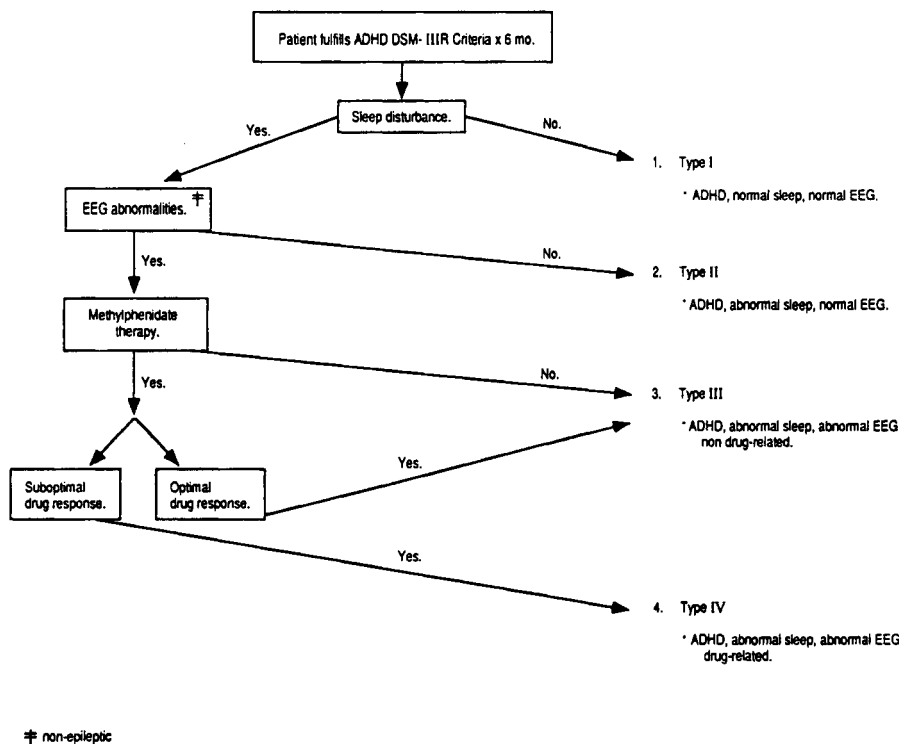 Patient fulfills ADHD DSM- IIIR Criteria x 6 mo.
Sleep disturbance.
Yes.
No.
1. Type I
* ADHD, normal sleep, normal EEG.
EEG abnormalities. ⧧
Yes.
No.
2. Type II
* ADHD, abnormal sleep, normal EEG.
Methylphenidate
therapy.
Yes.
No.
3. Type III
* ADHD, abnormal sleep, abnormal EEG
non drug-related.
Suboptimal
drug response.
Optimal
drug response.
Yes.
Yes.
4. Type IV
* ADHD, abnormal sleep, abnormal EEG
drug-related.
⧧ non-epileptic